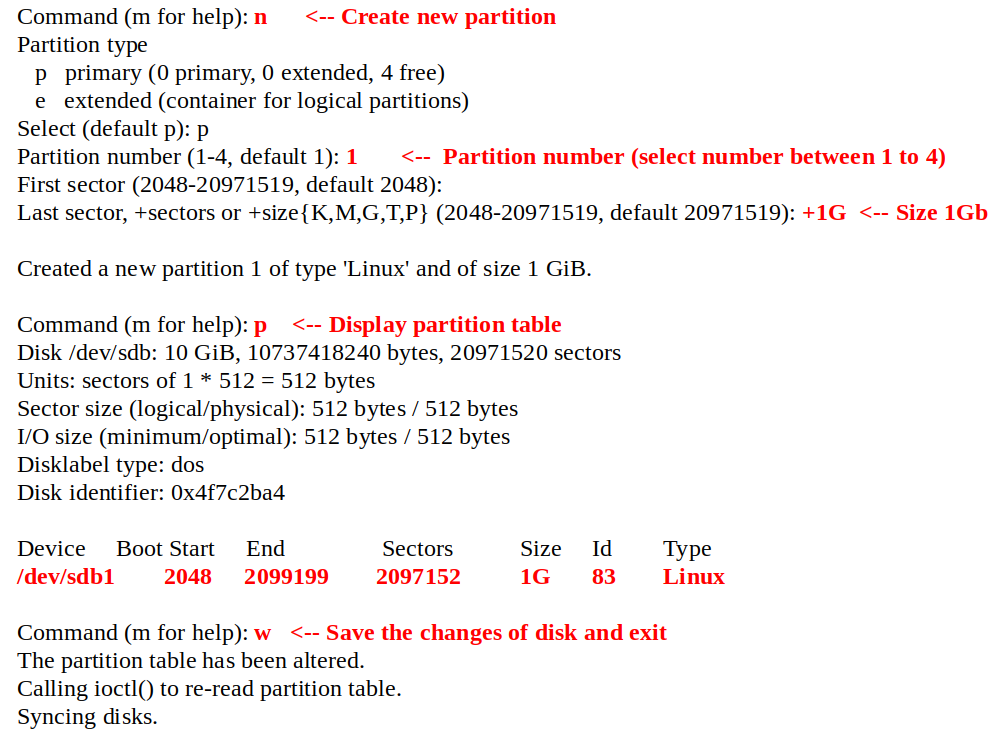 Command (m for help): n <-- Create new partition
Partition type
p primary (0 primary, 0 extended, 4 free)
e extended (container for logical partitions)
Select (default p): p
Partition number (1-4, default 1): 1 <-- Partition number (select number between 1 to 4)
First sector (2048-20971519, default 2048):
Last sector, +sectors or +size{K,M,G,T,P} (2048-20971519, default 20971519): +1G <-- Size 1Gb
Created a new partition 1 of type 'Linux' and of size 1 GiB.
Command (m for help): p <-- Display partition table
Disk /dev/sdb: 10 GiB, 10737418240 bytes, 20971520 sectors
Units: sectors of 1 * 512 = 512 bytes
Sector size (logical/physical): 512 bytes / 512 bytes
I/O size (minimum/optimal): 512 bytes / 512 bytes
Disklabel type: dos
Disk identifier: 0x4f7c2ba4
Device Boot Start End Sectors Size Id Type
/dev/sdb1 2048 2099199 2097152 1G 83 Linux
Command (m for help): w <-- Save the changes of disk and exit
The partition table has been altered.
Calling ioctl() to re-read partition table.
Syncing disks.